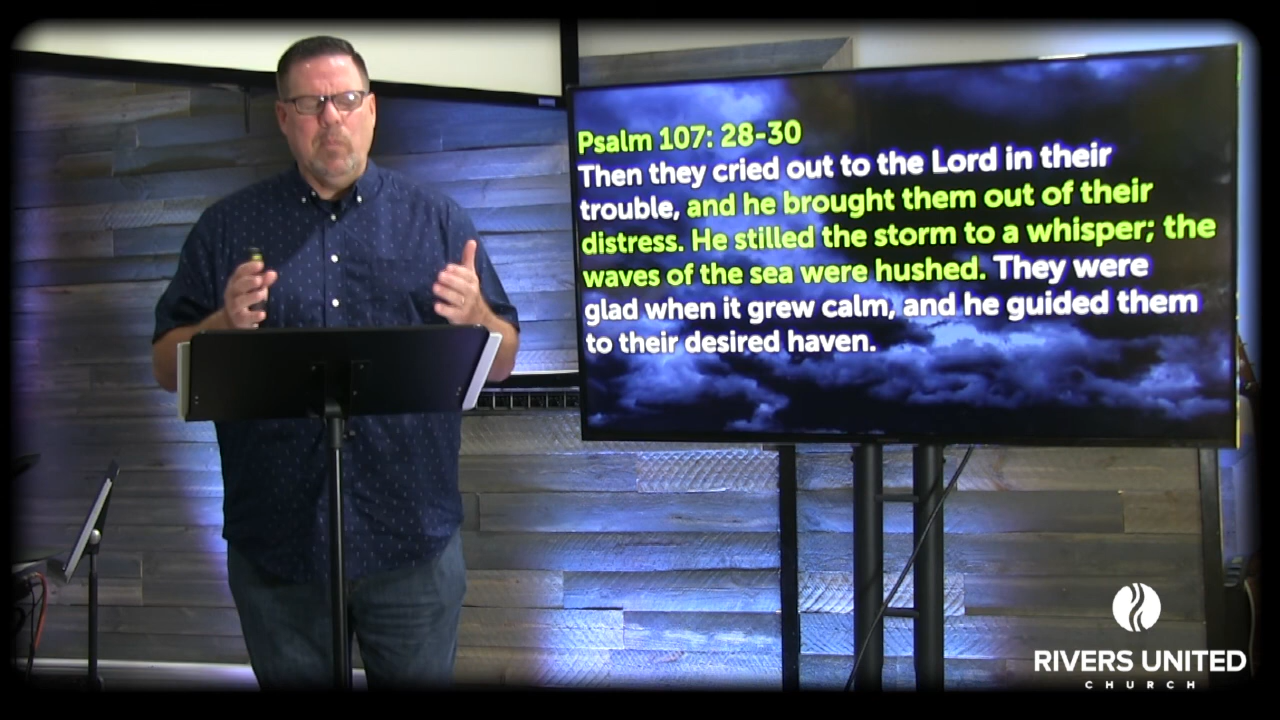 Psalm 107: 28-30
Then they cried out to the Lord in their
trouble, and he brought them out of their
distress. He stilled the storm to a whisper; the
waves of the sea were hushed. They were
glad when it grew calm, and he guided them
to their desired haven.
RIVERS UNITED
CHURCH